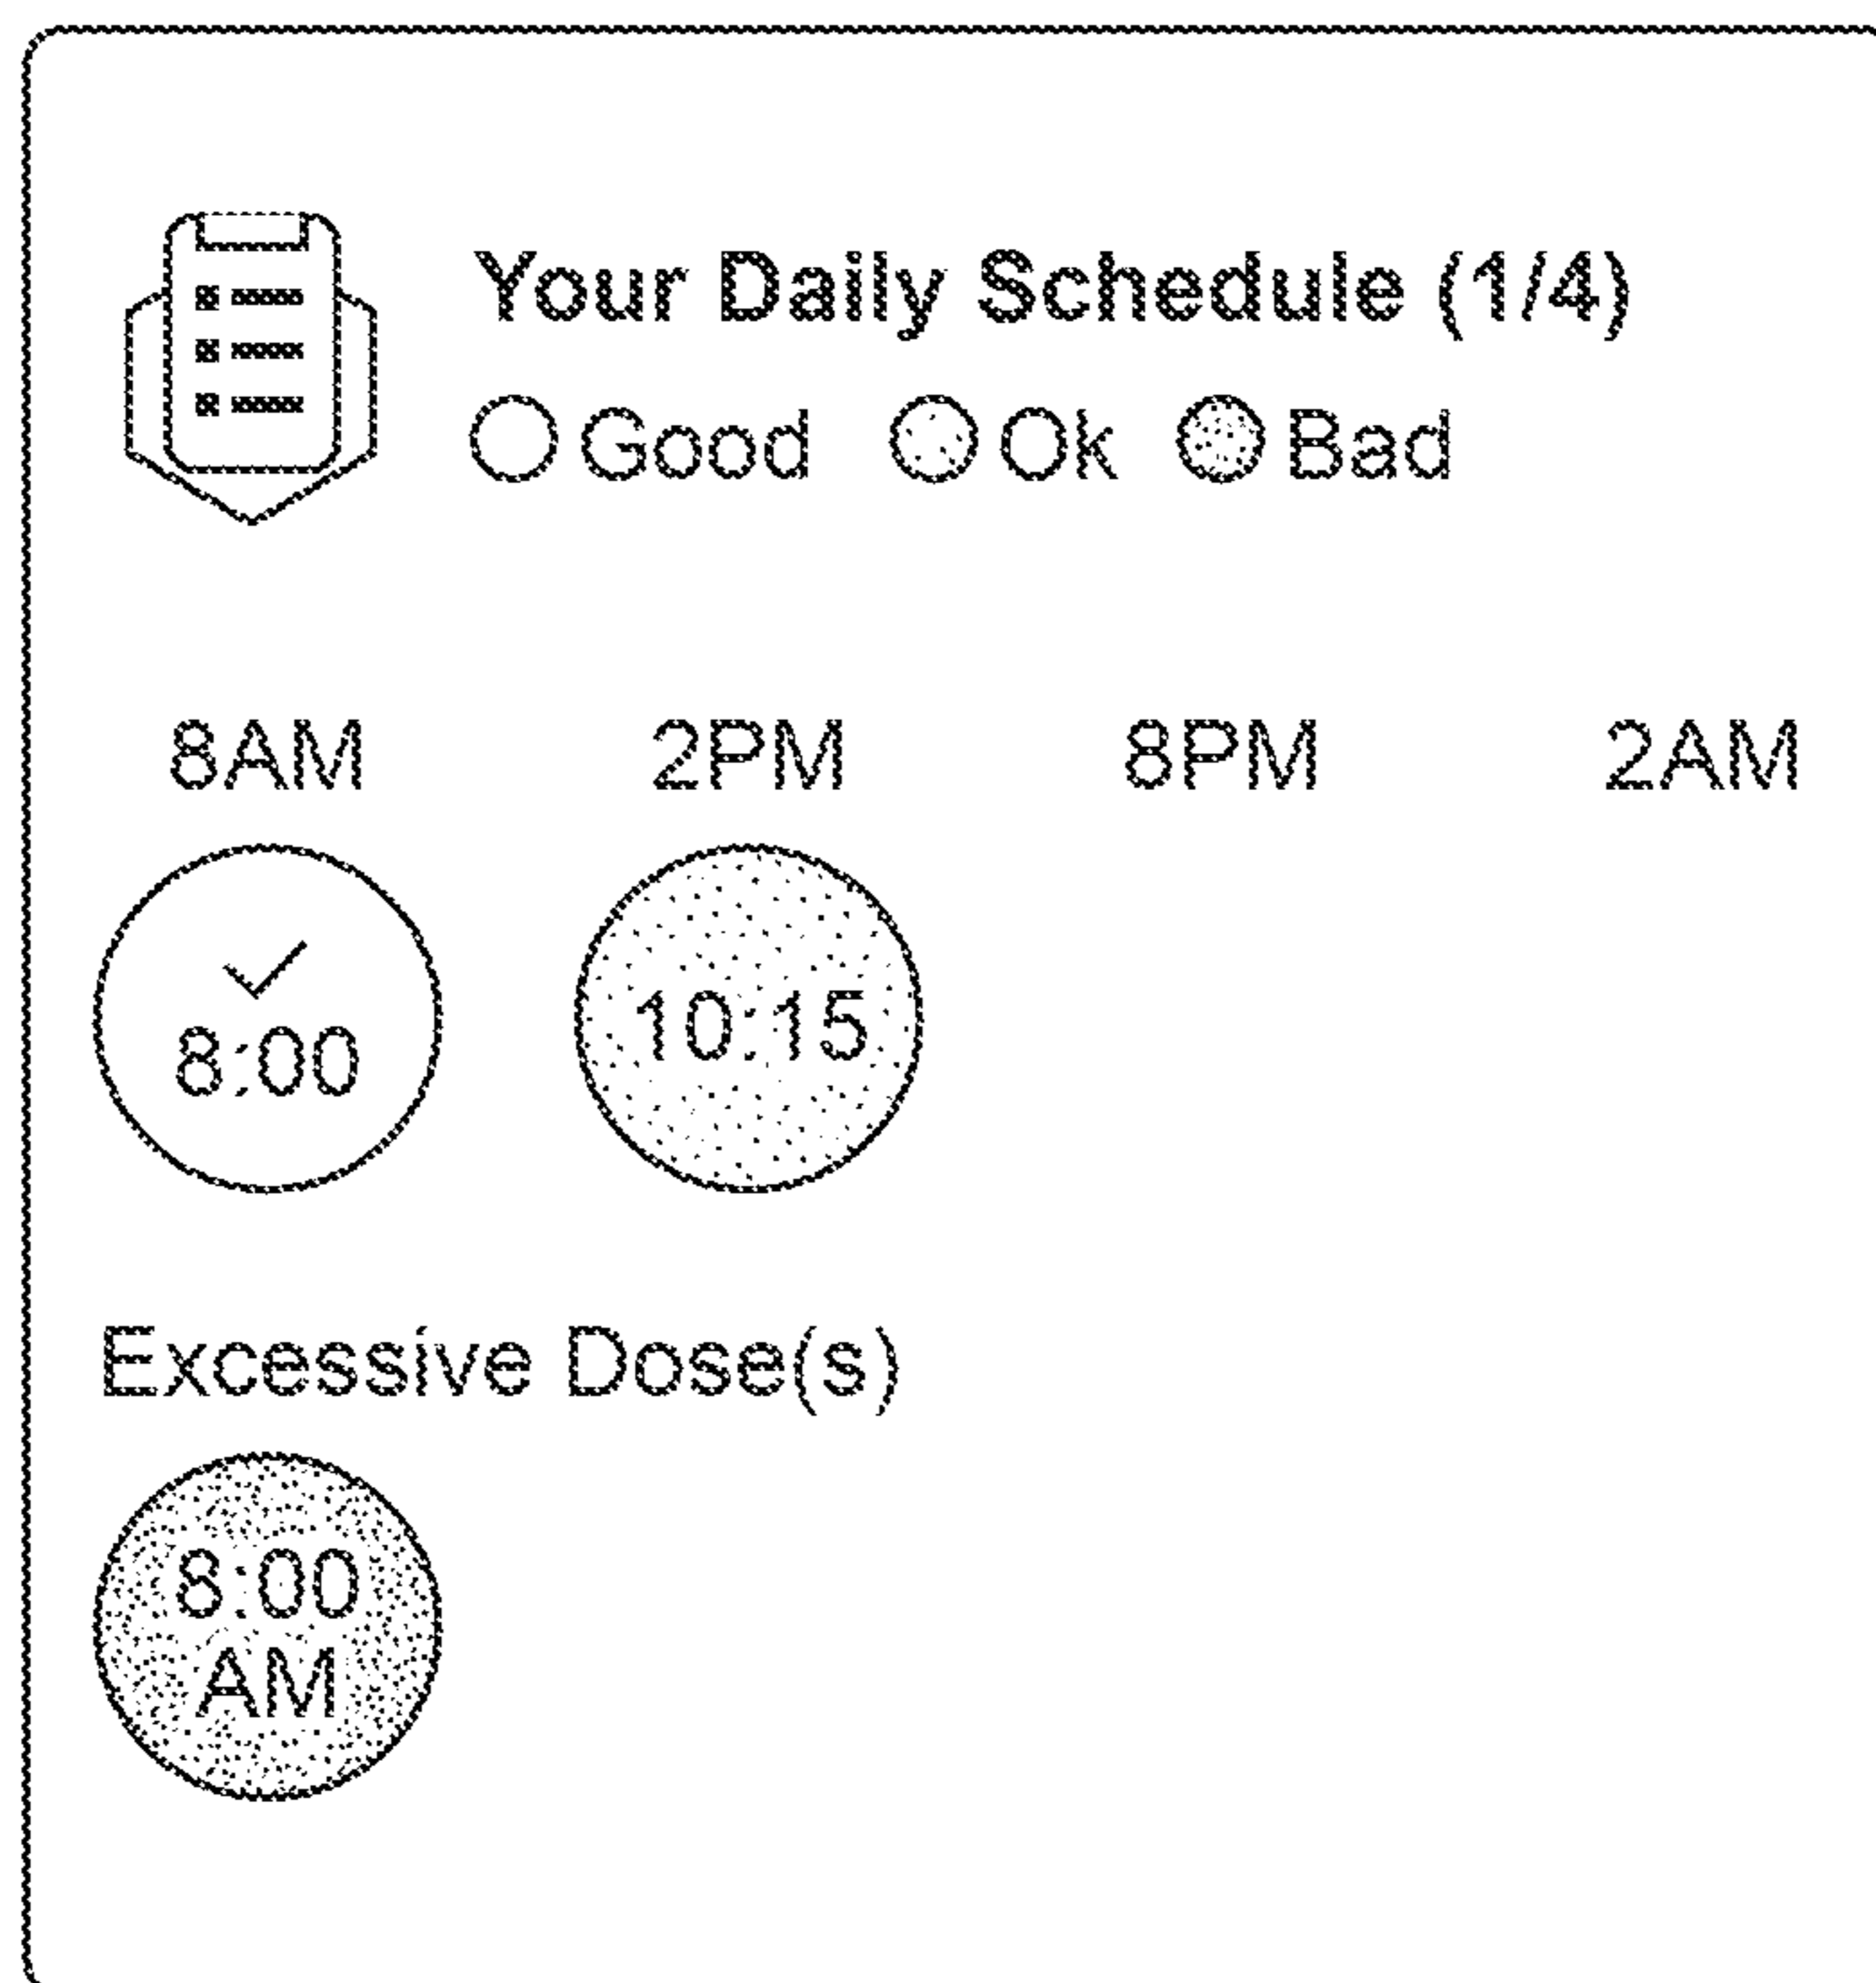 Your Daily Schedule (1/4)
Good Ok Bad
8AM 2PM 8PM 2AM
✓
8:00 10:15
Excessive Dose(s)
8:00
AM